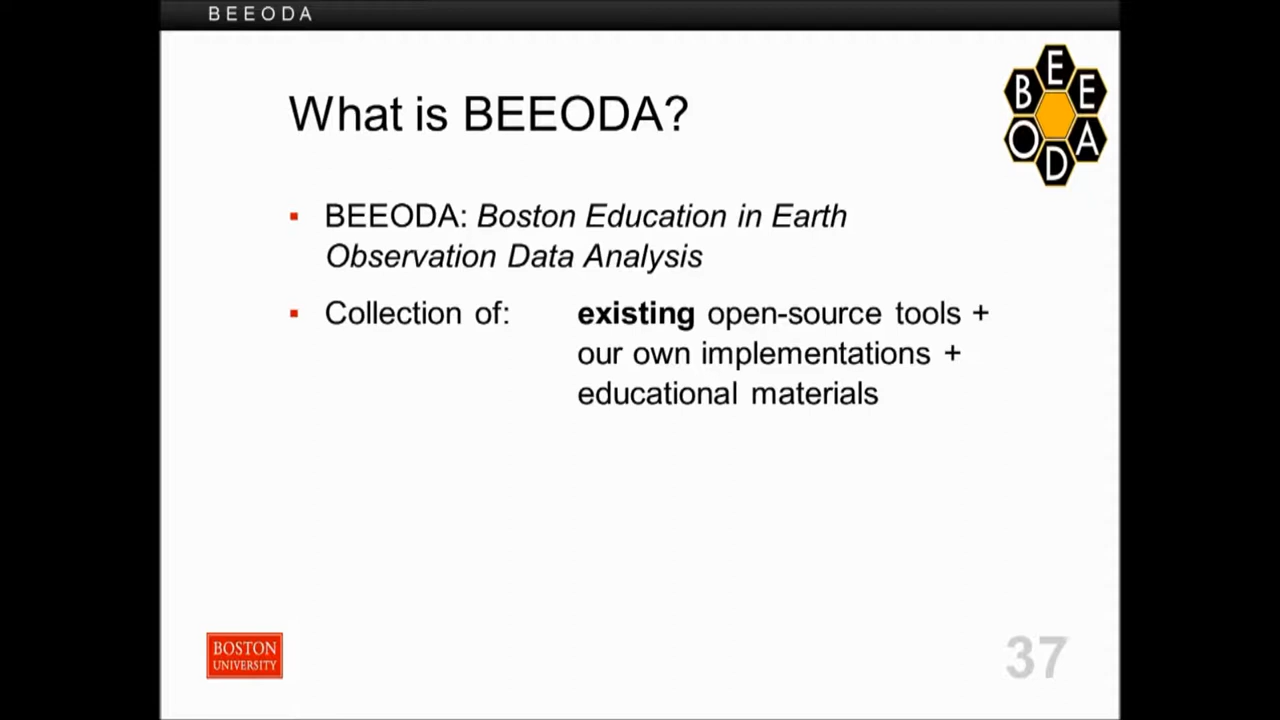 BEEODA
What is BEEODA?
B E E
O D A
▪ BEEODA: Boston Education in Earth
Observation Data Analysis
▪ Collection of: existing open-source tools +
our own implementations +
educational materials
BOSTON
UNIVERSITY
37